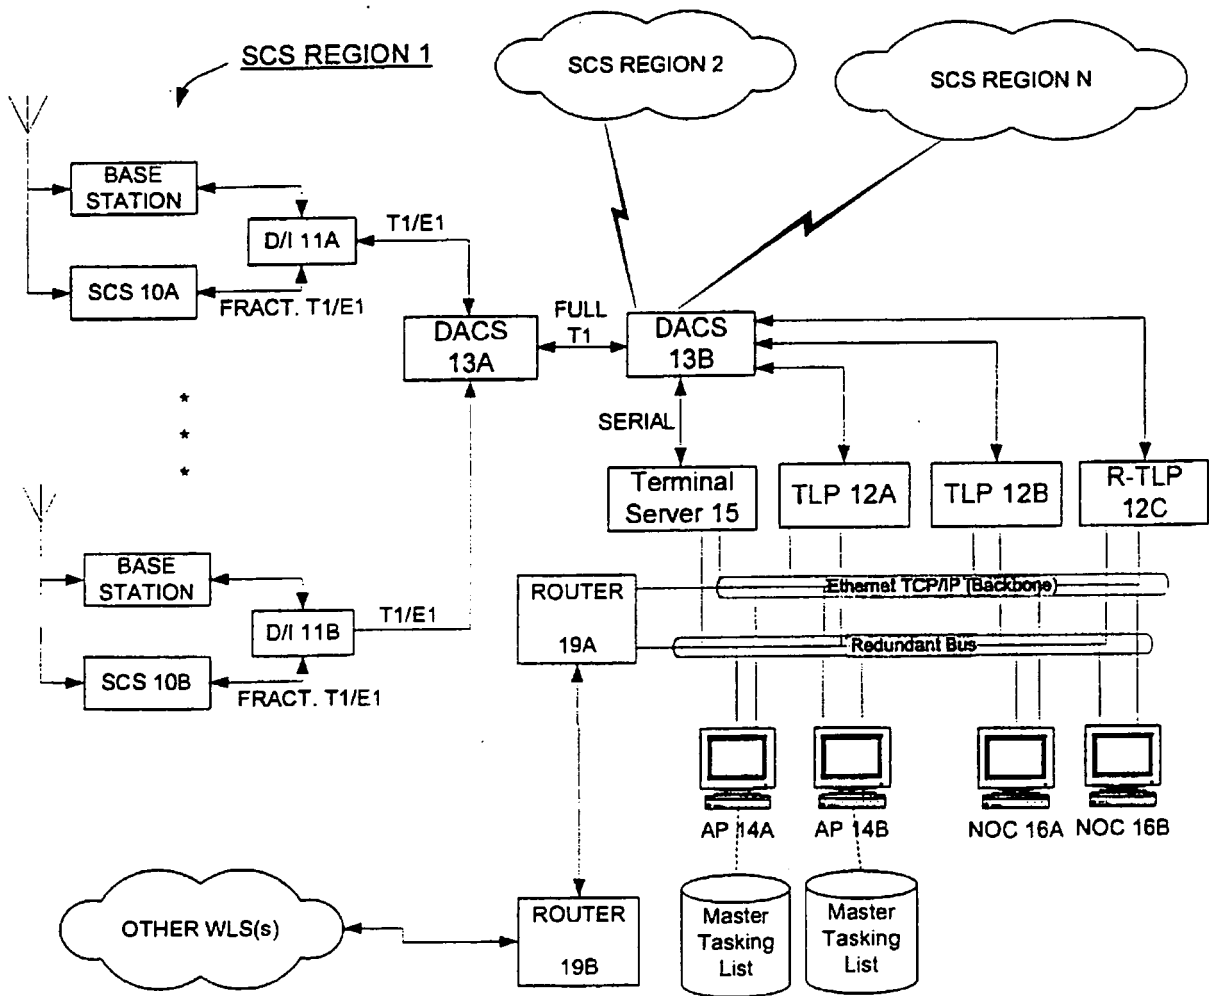 SCS REGION 1
SCS REGION 2
SCS REGION N
BASE
STATION
D/I 11A
T1/E1
SCS 10A
FRACT. T1/E1
DACS
13A
FULL
T1
DACS
13B
*
*
*
SERIAL
Terminal
Server 15
TLP 12A
TLP 12B
R-TLP
12C
BASE
STATION
D/I 11B
T1/E1
SCS 10B
FRACT. T1/E1
ROUTER
19A
Ethernet TCP/IP (Backbone)
Redundant Bus
AP 14A
AP 14B
NOC 16A
NOC 16B
OTHER WLS(s)
ROUTER
19B
Master
Tasking
List
Master
Tasking
List